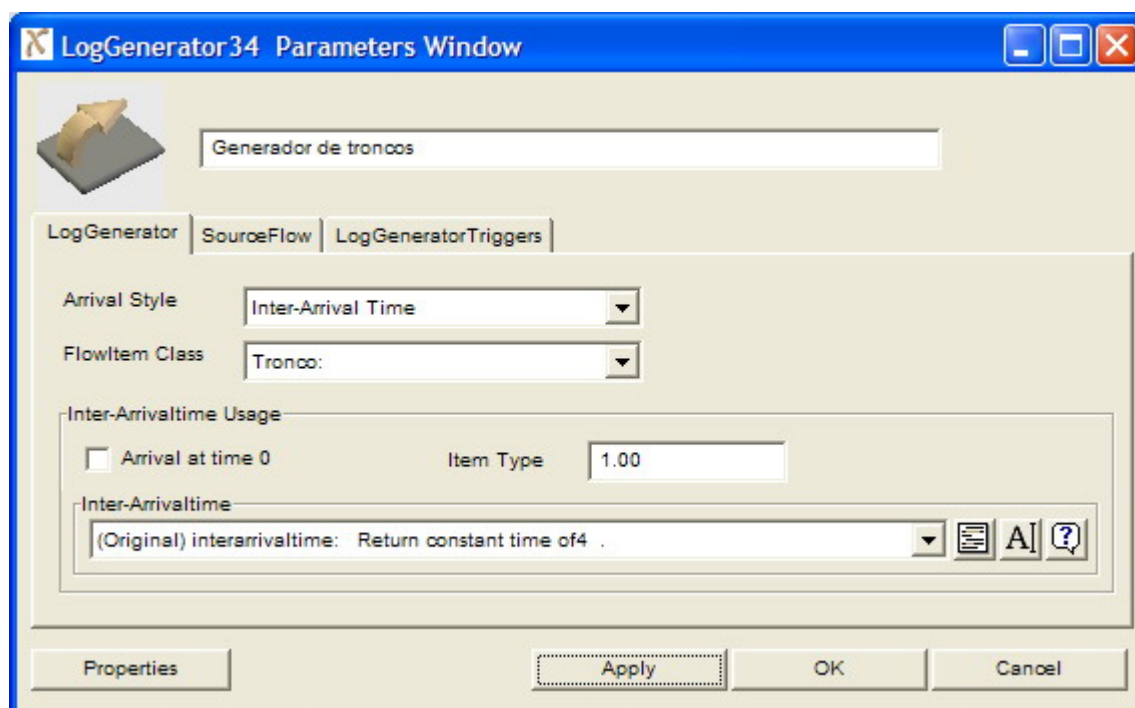 LogGenerator34 Parameters Window
Generador de troncos
LogGenerator SourceFlow LogGeneratorTriggers
Arrival Style Inter-Arrival Time
FlowItem Class Tronco:
Inter-Arrivaltime Usage
Arrival at time 0 Item Type 1.00
Inter-Arrivaltime
(Original) interarrivaltime: Return constant time of4 . A ?
Properties Apply OK Cancel